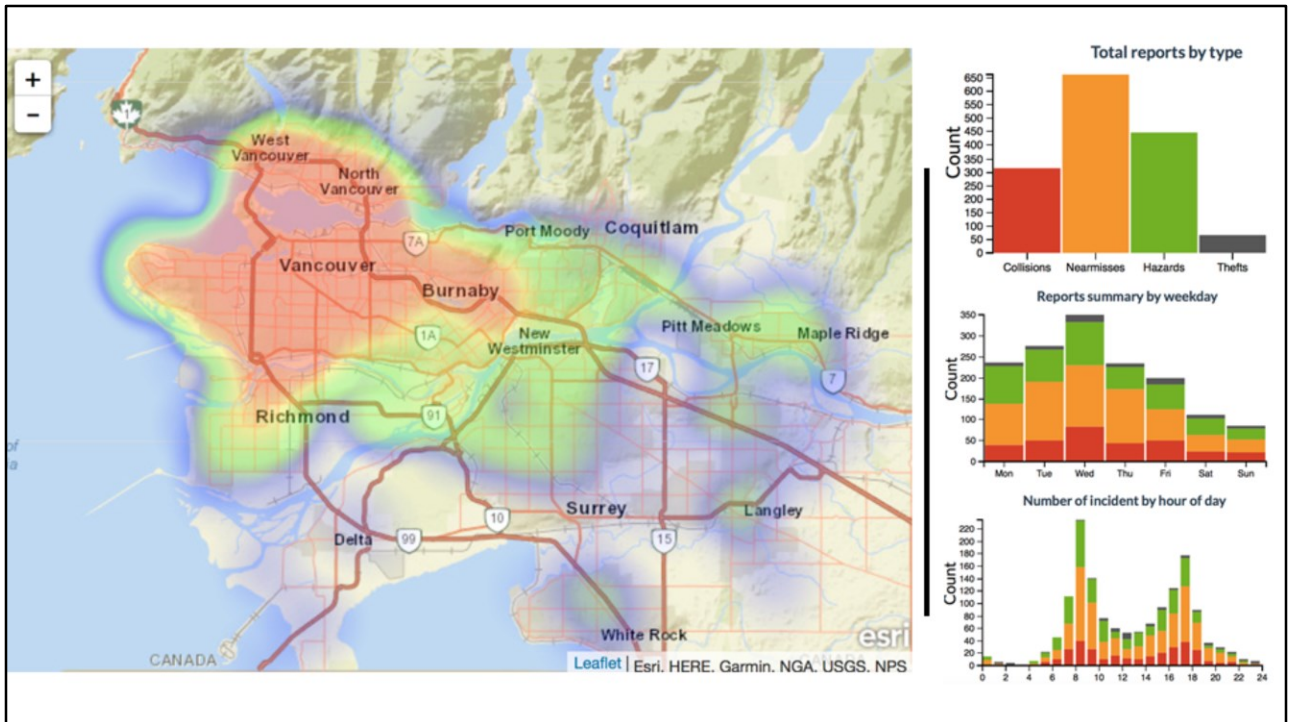 +
−
1
West
Vancouver
North
Vancouver
7A
Port Moody
Coquitlam
Vancouver
Burnaby
1A
New
Westminster
Pitt Meadows
Maple Ridge
17
7
Richmond
91
of
a
10
Surrey
Langley
Delta
99
15
White Rock
esri
CANADA
CANADA
Leaflet | Esri, HERE, Garmin, NGA, USGS, NPS
Total reports by type
Count
650
600
550
500
450
400
350
300
250
200
150
100
50
0
Collisions Nearmisses Hazards Thefts
Reports summary by weekday
Count
350
300
250
200
150
100
50
0
Mon Tue Wed Thu Fri Sat Sun
Number of incident by hour of day
Count
220
200
180
160
140
120
100
80
60
40
20
0
0 2 4 6 8 10 12 14 16 18 20 22 24